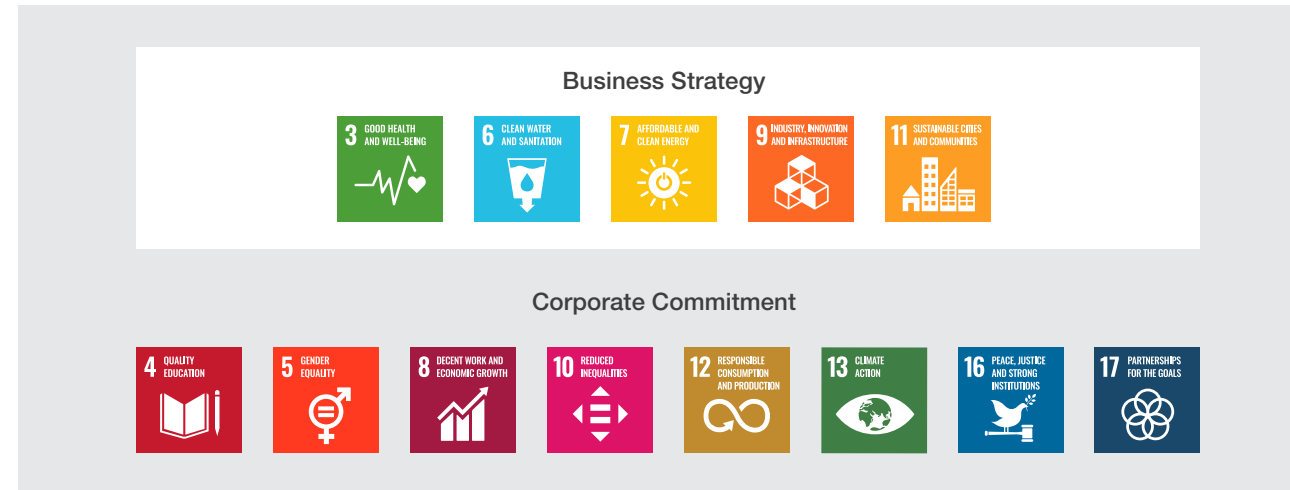 Business Strategy
3 GOOD HEALTH
AND WELL-BEING
6 CLEAN WATER
AND SANITATION
7 AFFORDABLE AND
CLEAN ENERGY
9 INDUSTRY, INNOVATION
AND INFRASTRUCTURE
11 SUSTAINABLE CITIES
AND COMMUNITIES
Corporate Commitment
4 QUALITY
EDUCATION
5 GENDER
EQUALITY
8 DECENT WORK AND
ECONOMIC GROWTH
10 REDUCED
INEQUALITIES
12 RESPONSIBLE
CONSUMPTION
AND PRODUCTION
13 CLIMATE
ACTION
16 PEACE, JUSTICE
AND STRONG
INSTITUTIONS
17 PARTNERSHIPS
FOR THE GOALS